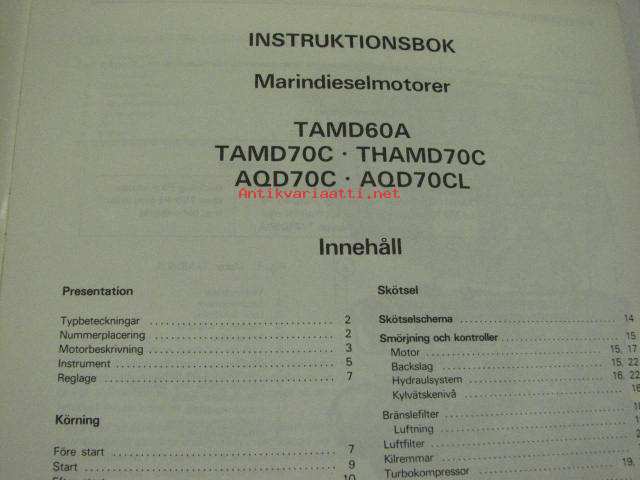 INSTRUKTIONSBOK
Marindieselmotorer
TAMD60A
TAMD70C · THAMD70C
AQD70C · AQD70CL
Antikvariaatti.net
Innehåll
Presentation
Typbeteckningar 2
Nummerplacering 2
Motorbeskrivning 3
Instrument 5
Reglage 7
Körning
Före start 7
Start 9
10
Skötsel
Skötselschema 14
Smörjning och kontroller 15
Motor 15, 17
Backslag 15, 22
Hydraulsystem 16, 22
Kylvätskenivå
Bränslefilter
Luftning
Luftfilter
Kilremmar
Turbokompressor 19,